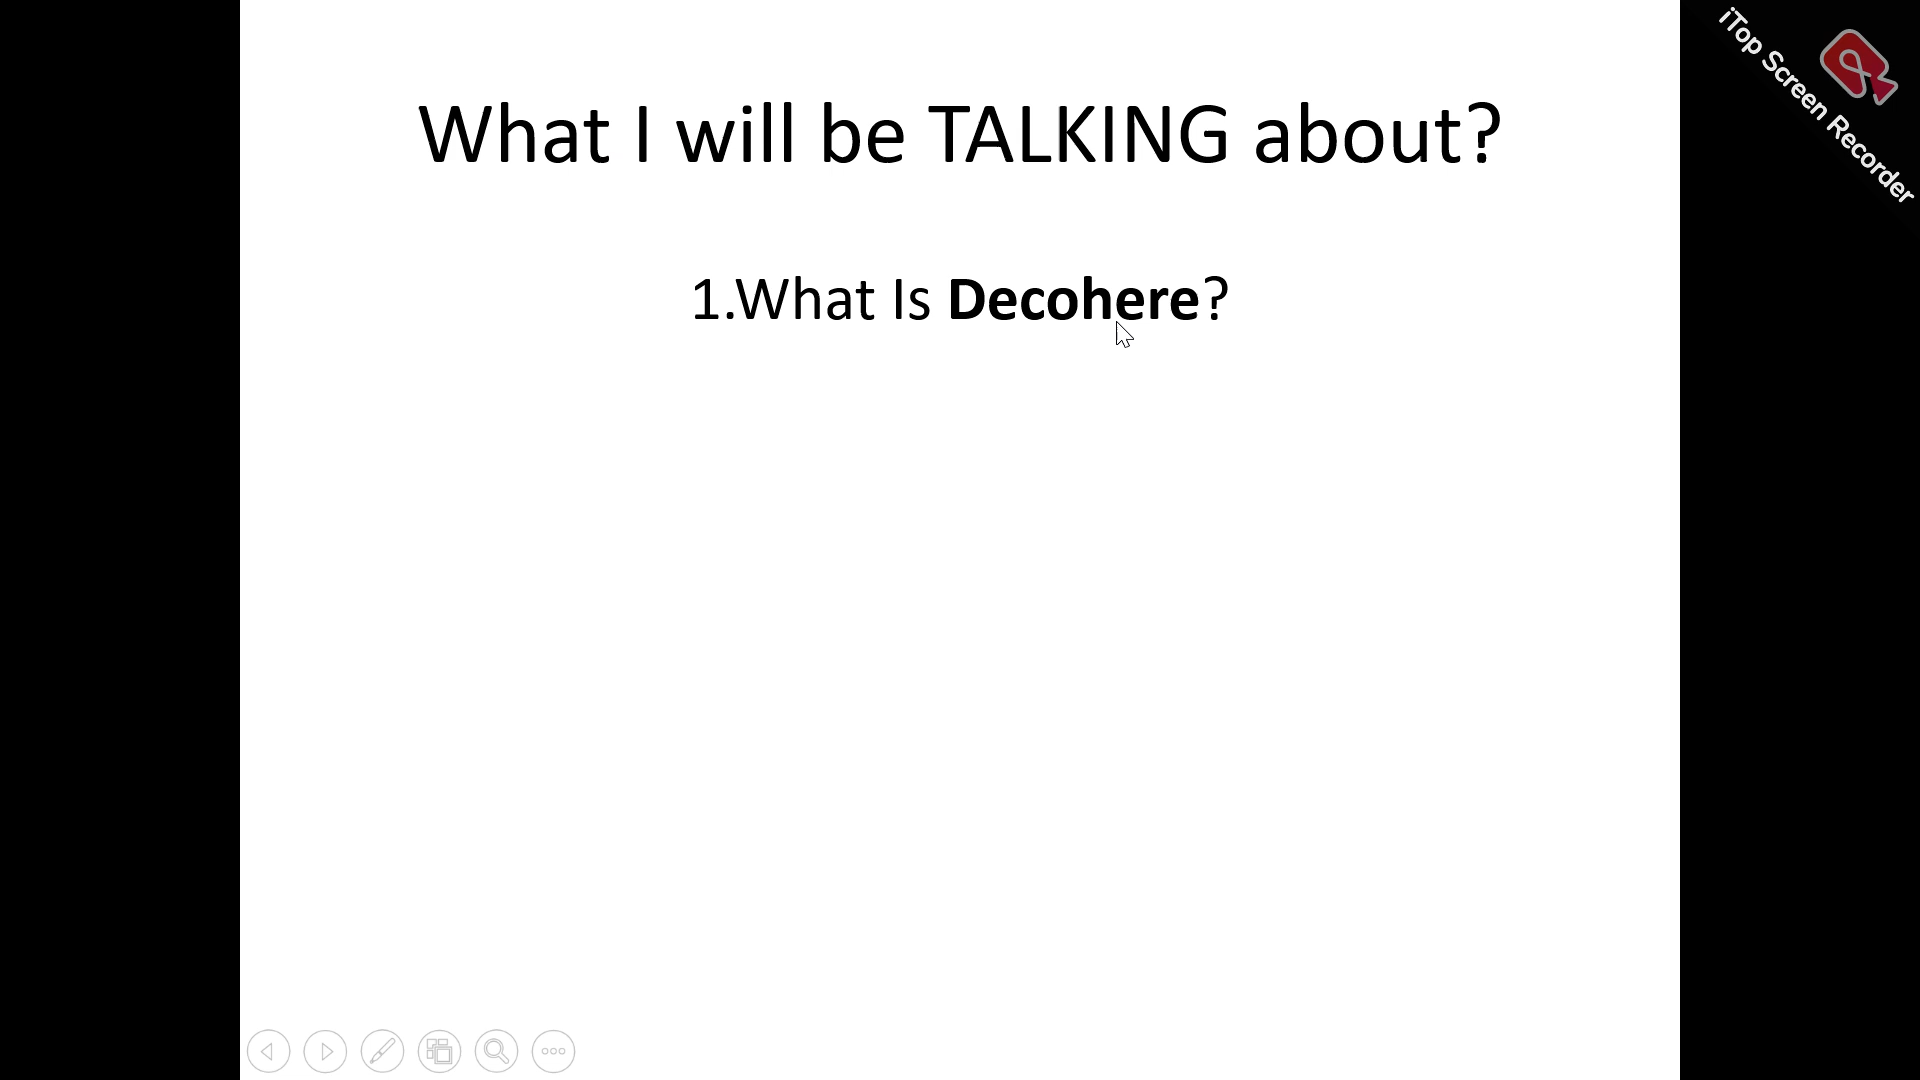 What I will be TALKING about?
1.What Is Decohere?
iTop Screen Recorder